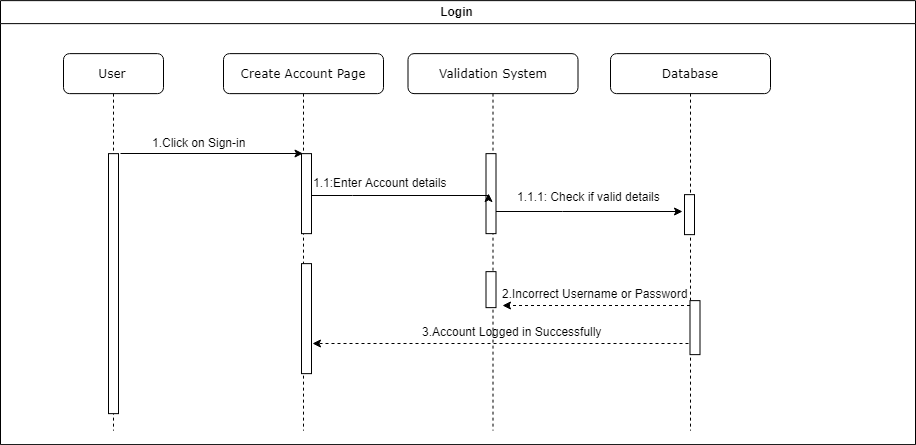 Login
User
Create Account Page
Validation System
Database
1.Click on Sign-in
1.1:Enter Account details
1.1.1: Check if valid details
2.Incorrect Username or Password
3.Account Logged in Successfully